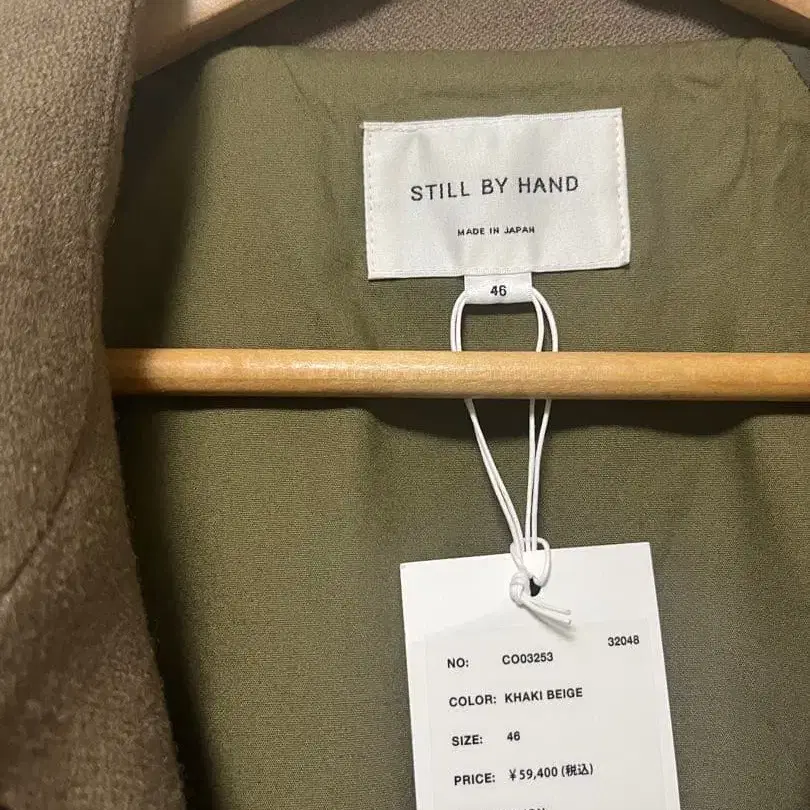 STILL BY HAND
MADE IN JAPAN
46
32048
NO: CO03253
COLOR: KHAKI BEIGE
SIZE: 46
PRICE: ￥59,400 (税込)